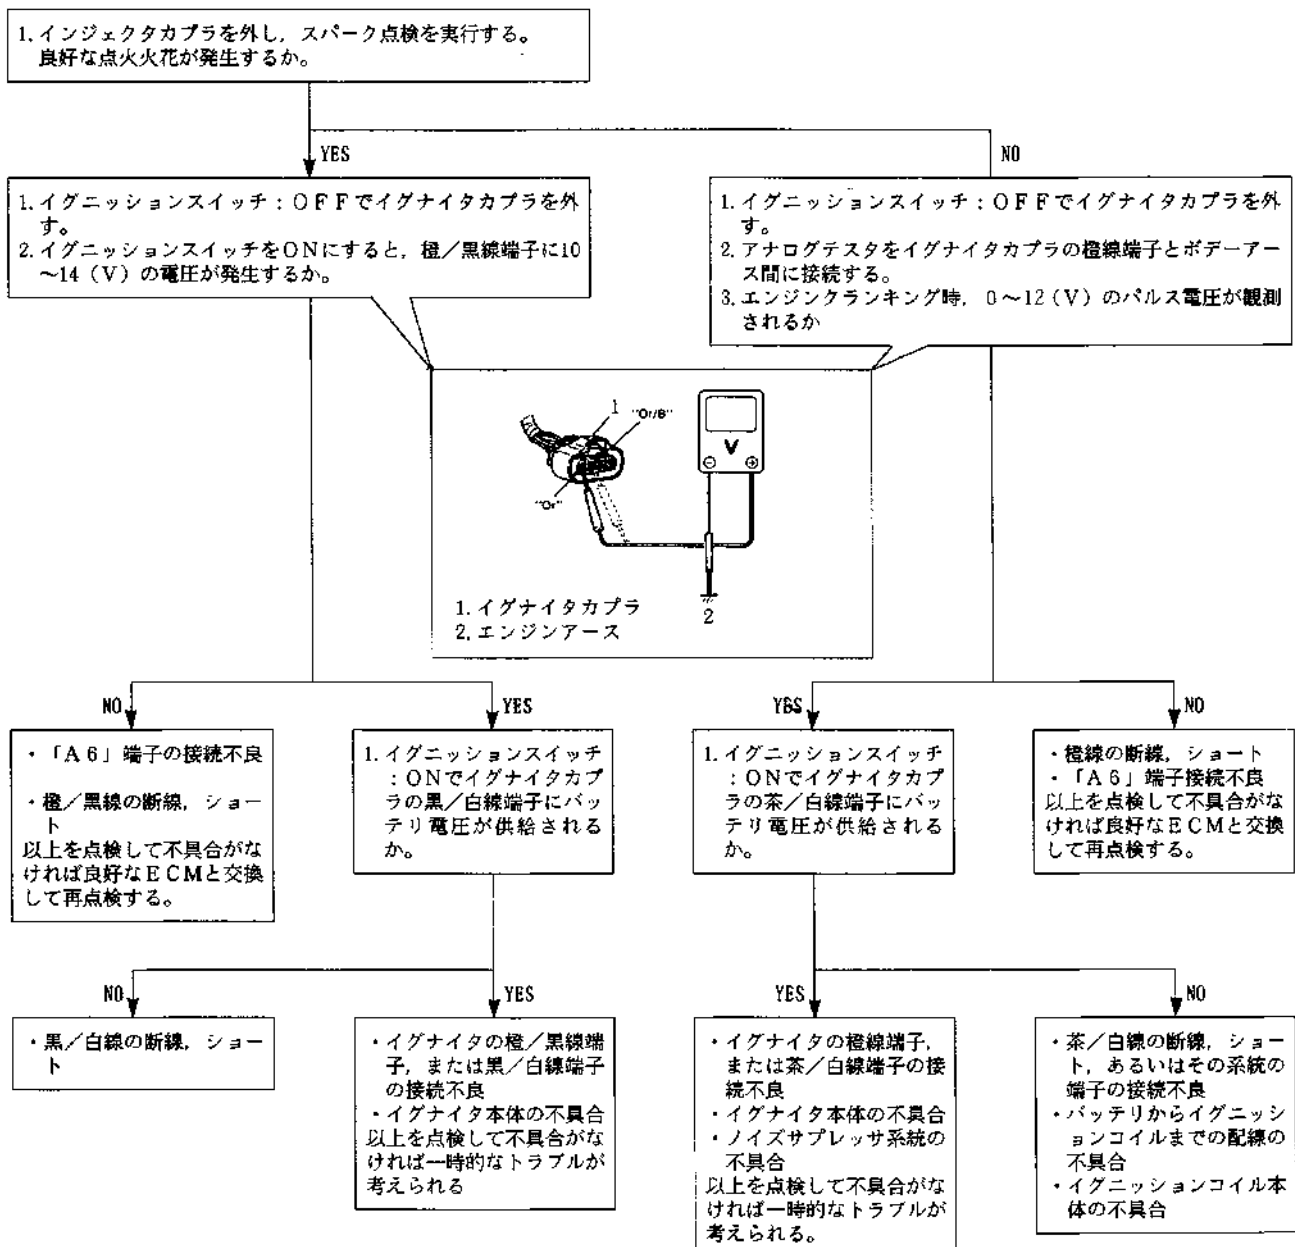 1. インジェクタカプラを外し，スパーク点検を実行する。
良好な点火火花が発生するか。
YES
NO
1. イグニッションスイッチ：ＯＦＦでイグナイタカプラを外
す。
2. イグニッションスイッチをＯＮにすると，橙／黒線端子に10
～14（Ｖ）の電圧が発生するか。
1. イグニッションスイッチ：ＯＦＦでイグナイタカプラを外
す。
2. アナログテスタをイグナイタカプラの橙線端子とボデーアー
ス間に接続する。
3. エンジンクランキング時，０～12（Ｖ）のパルス電圧が観測
されるか
1
"Or/B"
V
"Or"
2
1. イグナイタカプラ
2. エンジンアース
NO
YES
YES
NO
・「Ａ６」端子の接続不良
・橙／黒線の断線，ショー
ト
以上を点検して不具合がな
ければ良好なＥＣＭと交換
して再点検する。
1. イグニッションスイッチ
：ＯＮでイグナイタカプ
ラの黒／白線端子にバッ
テリ電圧が供給される
か。
1. イグニッションスイッチ
：ＯＮでイグナイタカプ
ラの茶／白線端子にバッ
テリ電圧が供給される
か。
・橙線の断線，ショート
・「Ａ６」端子接続不良
以上を点検して不具合がな
ければ良好なＥＣＭと交換
して再点検する。
NO
YES
YES
NO
・黒／白線の断線，ショー
ト
・イグナイタの橙／黒線端
子，または黒／白線端子
の接続不良
・イグナイタ本体の不具合
以上を点検して不具合がな
ければ一時的なトラブルが
考えられる
・イグナイタの橙線端子，
または茶／白線端子の接
続不良
・イグナイタ本体の不具合
・ノイズサプレッサ系統の
不具合
以上を点検して不具合がな
ければ一時的なトラブルが
考えられる。
・茶／白線の断線，ショー
ト，あるいはその系統の
端子の接続不良
・バッテリからイグニッシ
ョンコイルまでの配線の
不具合
・イグニッションコイル本
体の不具合